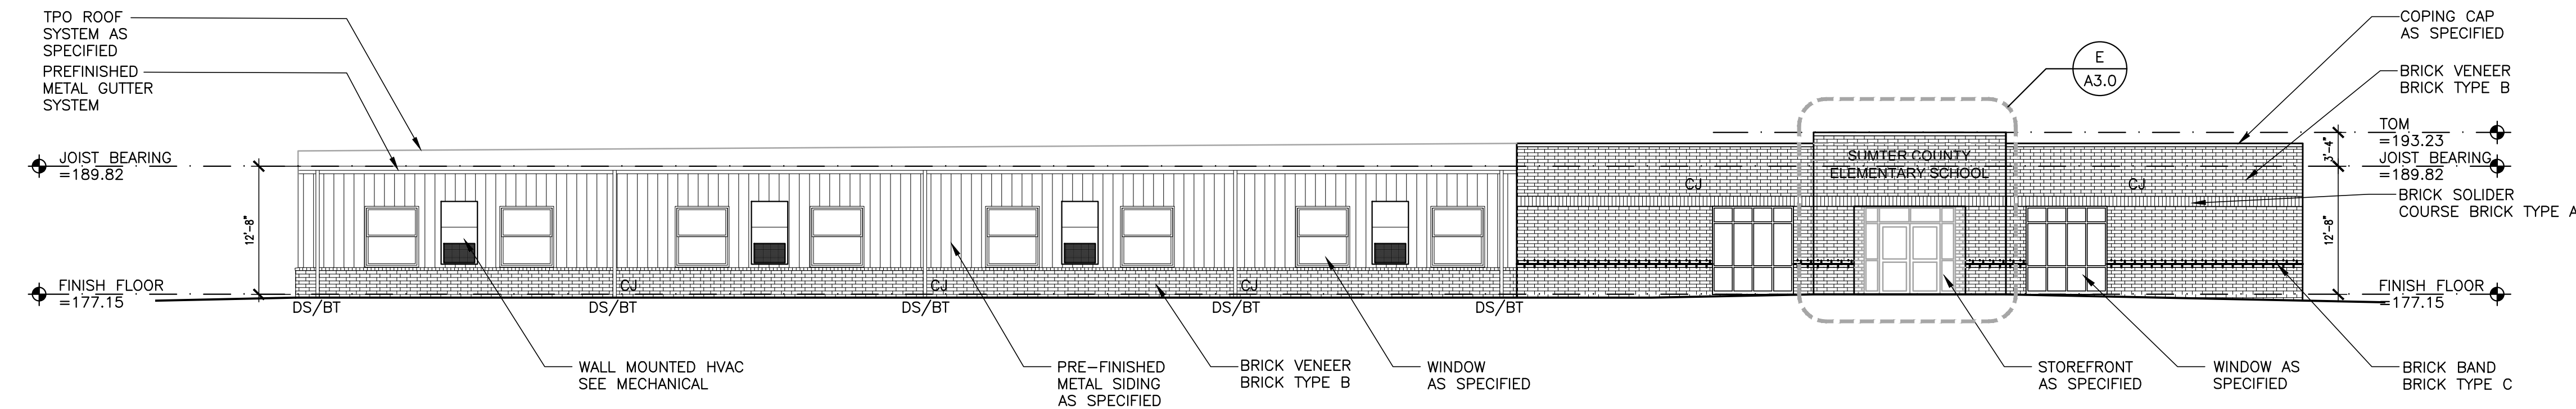 TPO ROOF
SYSTEM AS
SPECIFIED
PREFINISHED
METAL GUTTER
SYSTEM
JOIST BEARING
=189.82
12'-8"
FINISH FLOOR
=177.15
DS/BT
DS/BT
DS/BT
DS/BT
DS/BT
CJ
CJ
CJ
WALL MOUNTED HVAC
SEE MECHANICAL
PRE-FINISHED
METAL SIDING
AS SPECIFIED
BRICK VENEER
BRICK TYPE B
WINDOW
AS SPECIFIED
SUMTER COUNTY
ELEMENTARY SCHOOL
CJ
CJ
E
A3.0
COPING CAP
AS SPECIFIED
BRICK VENEER
BRICK TYPE B
TOM
=193.23
3'-4"
JOIST BEARING
=189.82
BRICK SOLIDER
COURSE BRICK TYPE A
12'-8"
FINISH FLOOR
=177.15
STOREFRONT
AS SPECIFIED
WINDOW AS
SPECIFIED
BRICK BAND
BRICK TYPE C